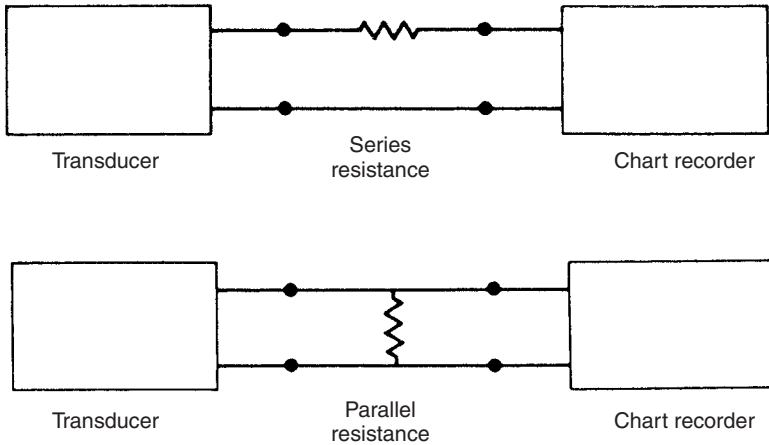 Transducer
Series
resistance
Chart recorder
Transducer
Parallel
resistance
Chart recorder